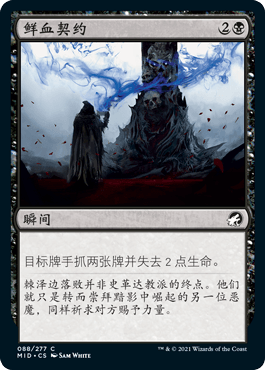 鲜血契约 2
瞬间
目标牌手抓两张牌并失去2点生命。
棘泽边落败并非史革达教派的终点。他们
就只是转而崇拜黯影中崛起的另一位恶
魔，同样祈求对方赐予力量。
088/277 C
MID • CS SAM WHITE
™ & © 2021 Wizards of the Coast